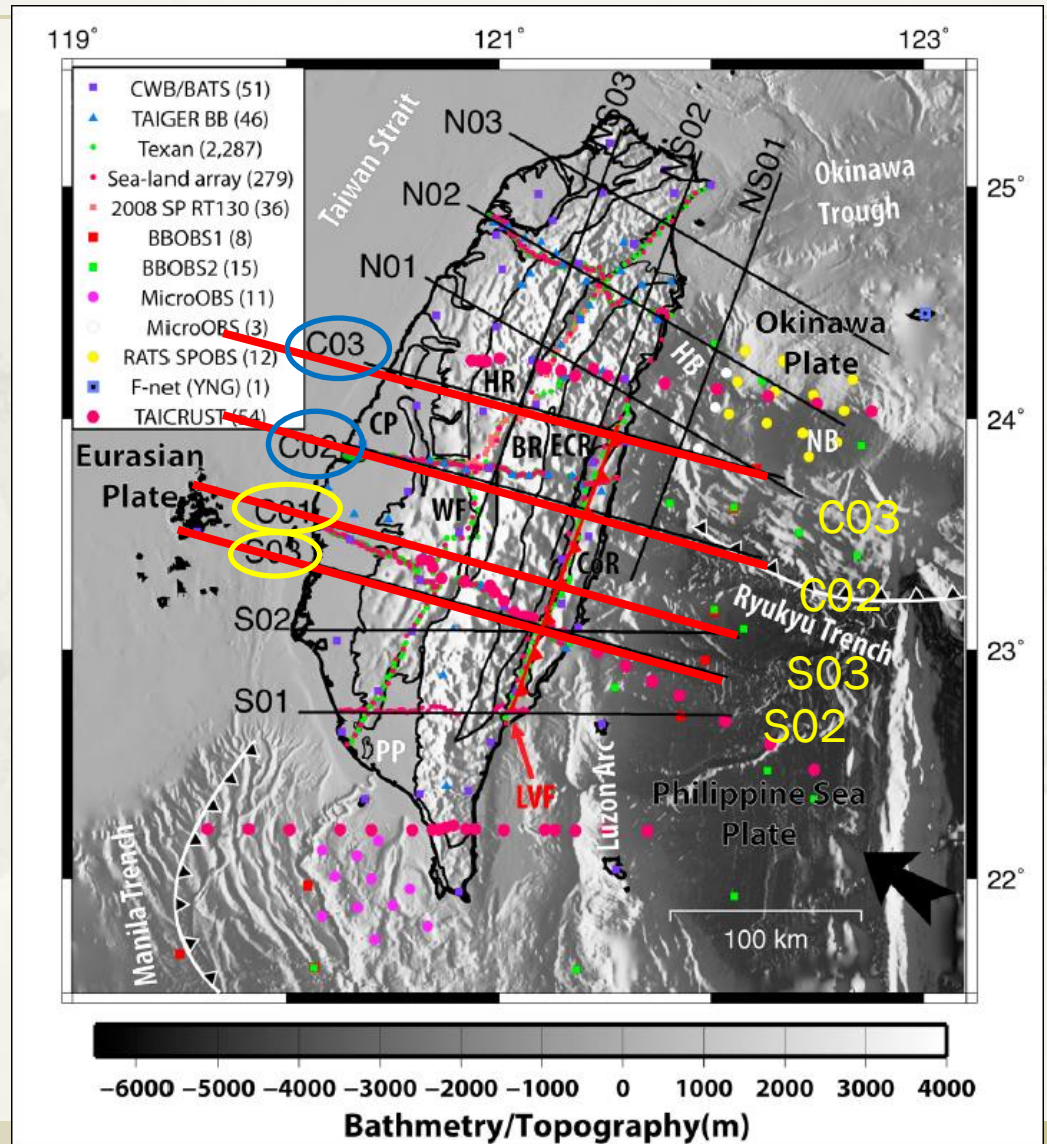 119°
121°
123°
CWB/BATS (51)
TAIGER BB (46)
Texan (2,287)
Sea-land array (279)
2008 SP RT130 (36)
BBOBS1 (8)
BBOBS2 (15)
MicroOBS (11)
MicroOBS (3)
RATS SPOBS (12)
F-net (YNG) (1)
TAICRUST (54)
Taiwan Strait
N03
S03
S02
NS01
Okinawa
Trough
25°
N02
N01
Okinawa
Plate
C03
HB
HR
24°
CP
BR
ECR
NB
C02
Eurasian
Plate
WF
C03
C01
CoR
S03
C02
Ryukyu Trench
S02
23°
S03
S01
S02
PP
LVF
Luzon Arc
Philippine Sea
Plate
Manila Trench
22°
100 km
−6000 −5000 −4000 −3000 −2000 −1000 0 1000 2000 3000 4000
Bathmetry/Topography(m)